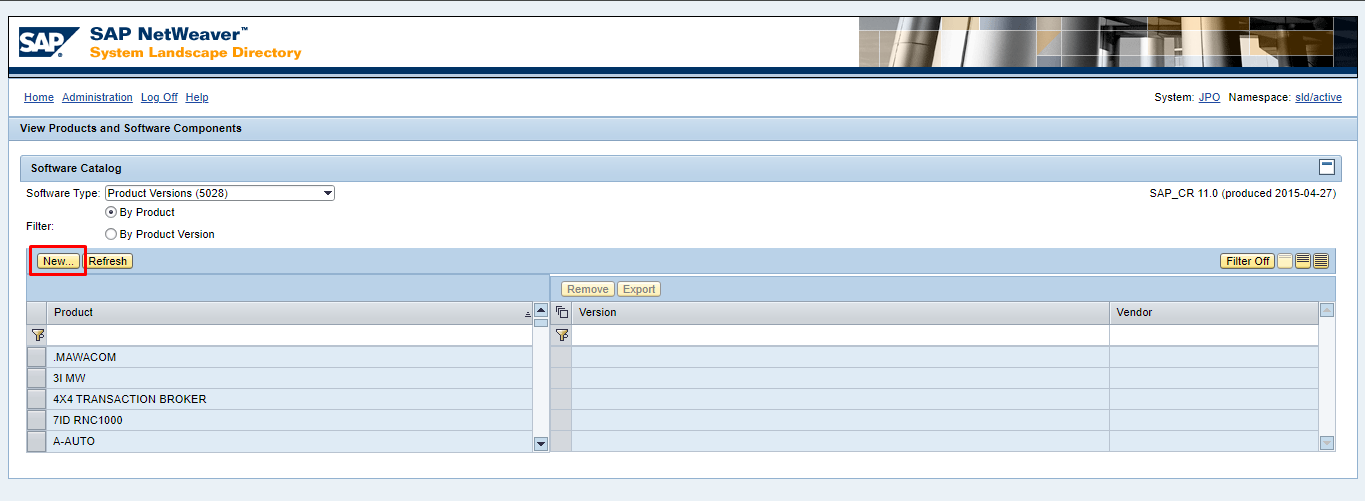 SAP
SAP NetWeaver™
System Landscape Directory
Home Administration Log Off Help System: JPO Namespace: sld/active
View Products and Software Components
Software Catalog
Software Type: Product Versions (5028) SAP_CR 11.0 (produced 2015-04-27)
By Product
Filter:
By Product Version
New... Refresh Filter Off
Remove Export
Product Version Vendor
.MAWACOM
3I MW
4X4 TRANSACTION BROKER
7ID RNC1000
A-AUTO